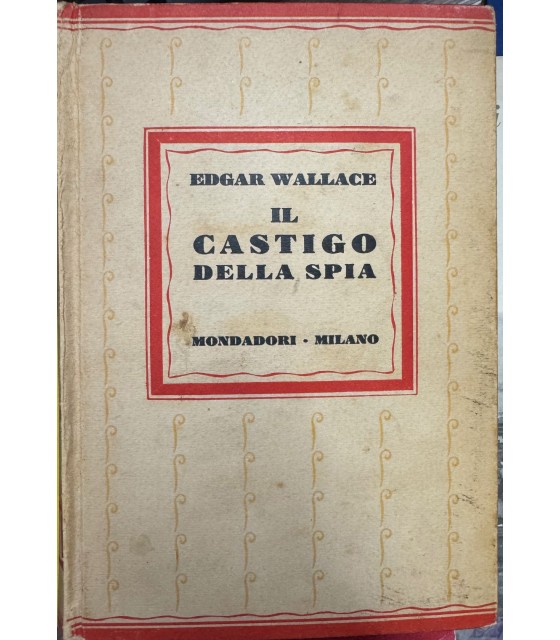 EDGAR WALLACE
IL
CASTIGO
DELLA SPIA
MONDADORI · MILANO